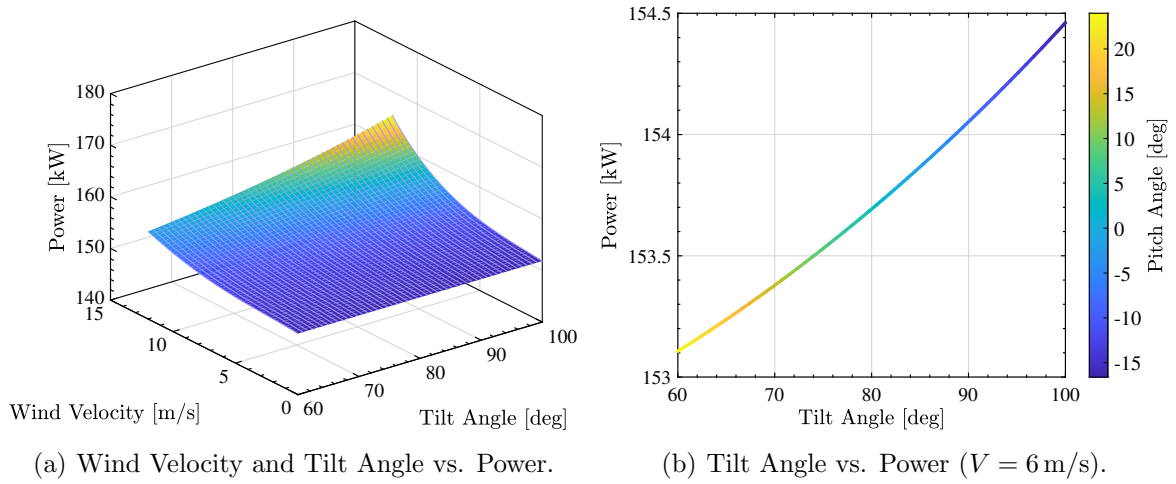 180
170
160
150
140
Power [kW]
15
10
5
0
Wind Velocity [m/s]
60
70
80
90
100
Tilt Angle [deg]
(a) Wind Velocity and Tilt Angle vs. Power.
154.5
154
153.5
153
Power [kW]
60 70 80 90 100
Tilt Angle [deg]
20
15
10
5
0
-5
-10
-15
Pitch Angle [deg]
(b) Tilt Angle vs. Power (V = 6 m/s).